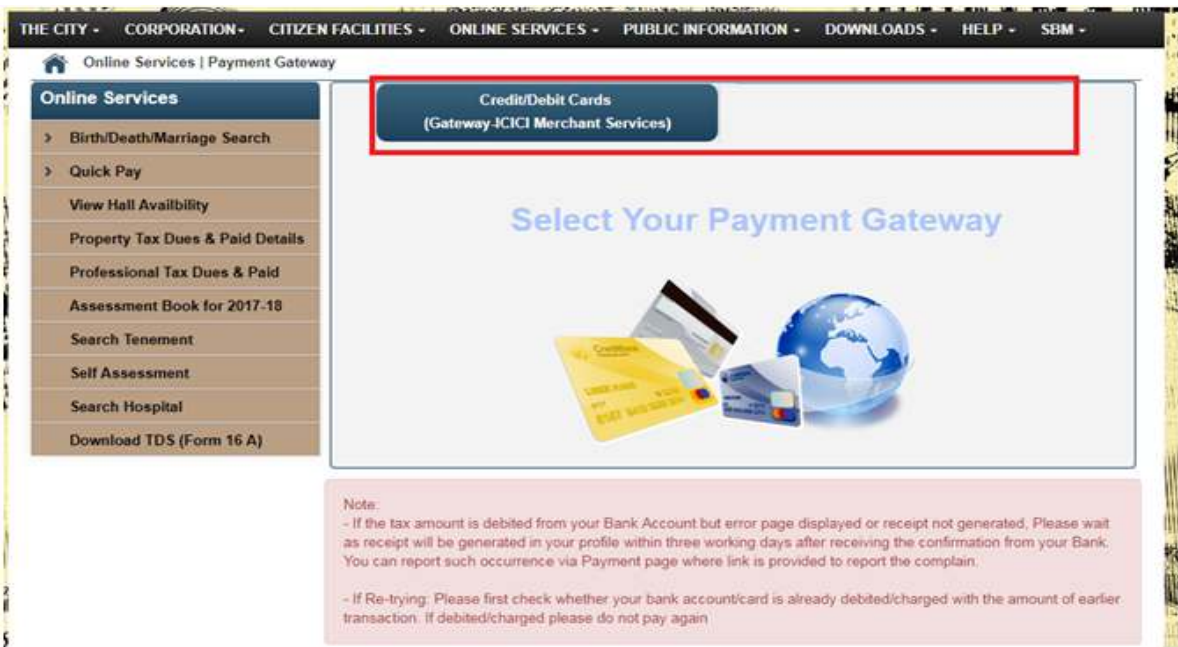 THE CITY - CORPORATION- CITIZEN FACILITIES - ONLINE SERVICES - PUBLIC INFORMATION - DOWNLOADS - HELP - SBM -
Online Services | Payment Gateway
Online Services
> Birth/Death/Marriage Search
> Quick Pay
View Hall Availbility
Property Tax Dues & Paid Details
Professional Tax Dues & Paid
Assessment Book for 2017-18
Search Tenement
Self Assessment
Search Hospital
Download TDS (Form 16 A)
Credit/Debit Cards
(Gateway-ICICI Merchant Services)
Select Your Payment Gateway
Note:
- If the tax amount is debited from your Bank Account but error page displayed or receipt not generated, Please wait
as receipt will be generated in your profile within three working days after receiving the confirmation from your Bank.
You can report such occurrence via Payment page where link is provided to report the complain.
- If Re-trying: Please first check whether your bank account/card is already debited/charged with the amount of earlier
transaction. If debited/charged please do not pay again